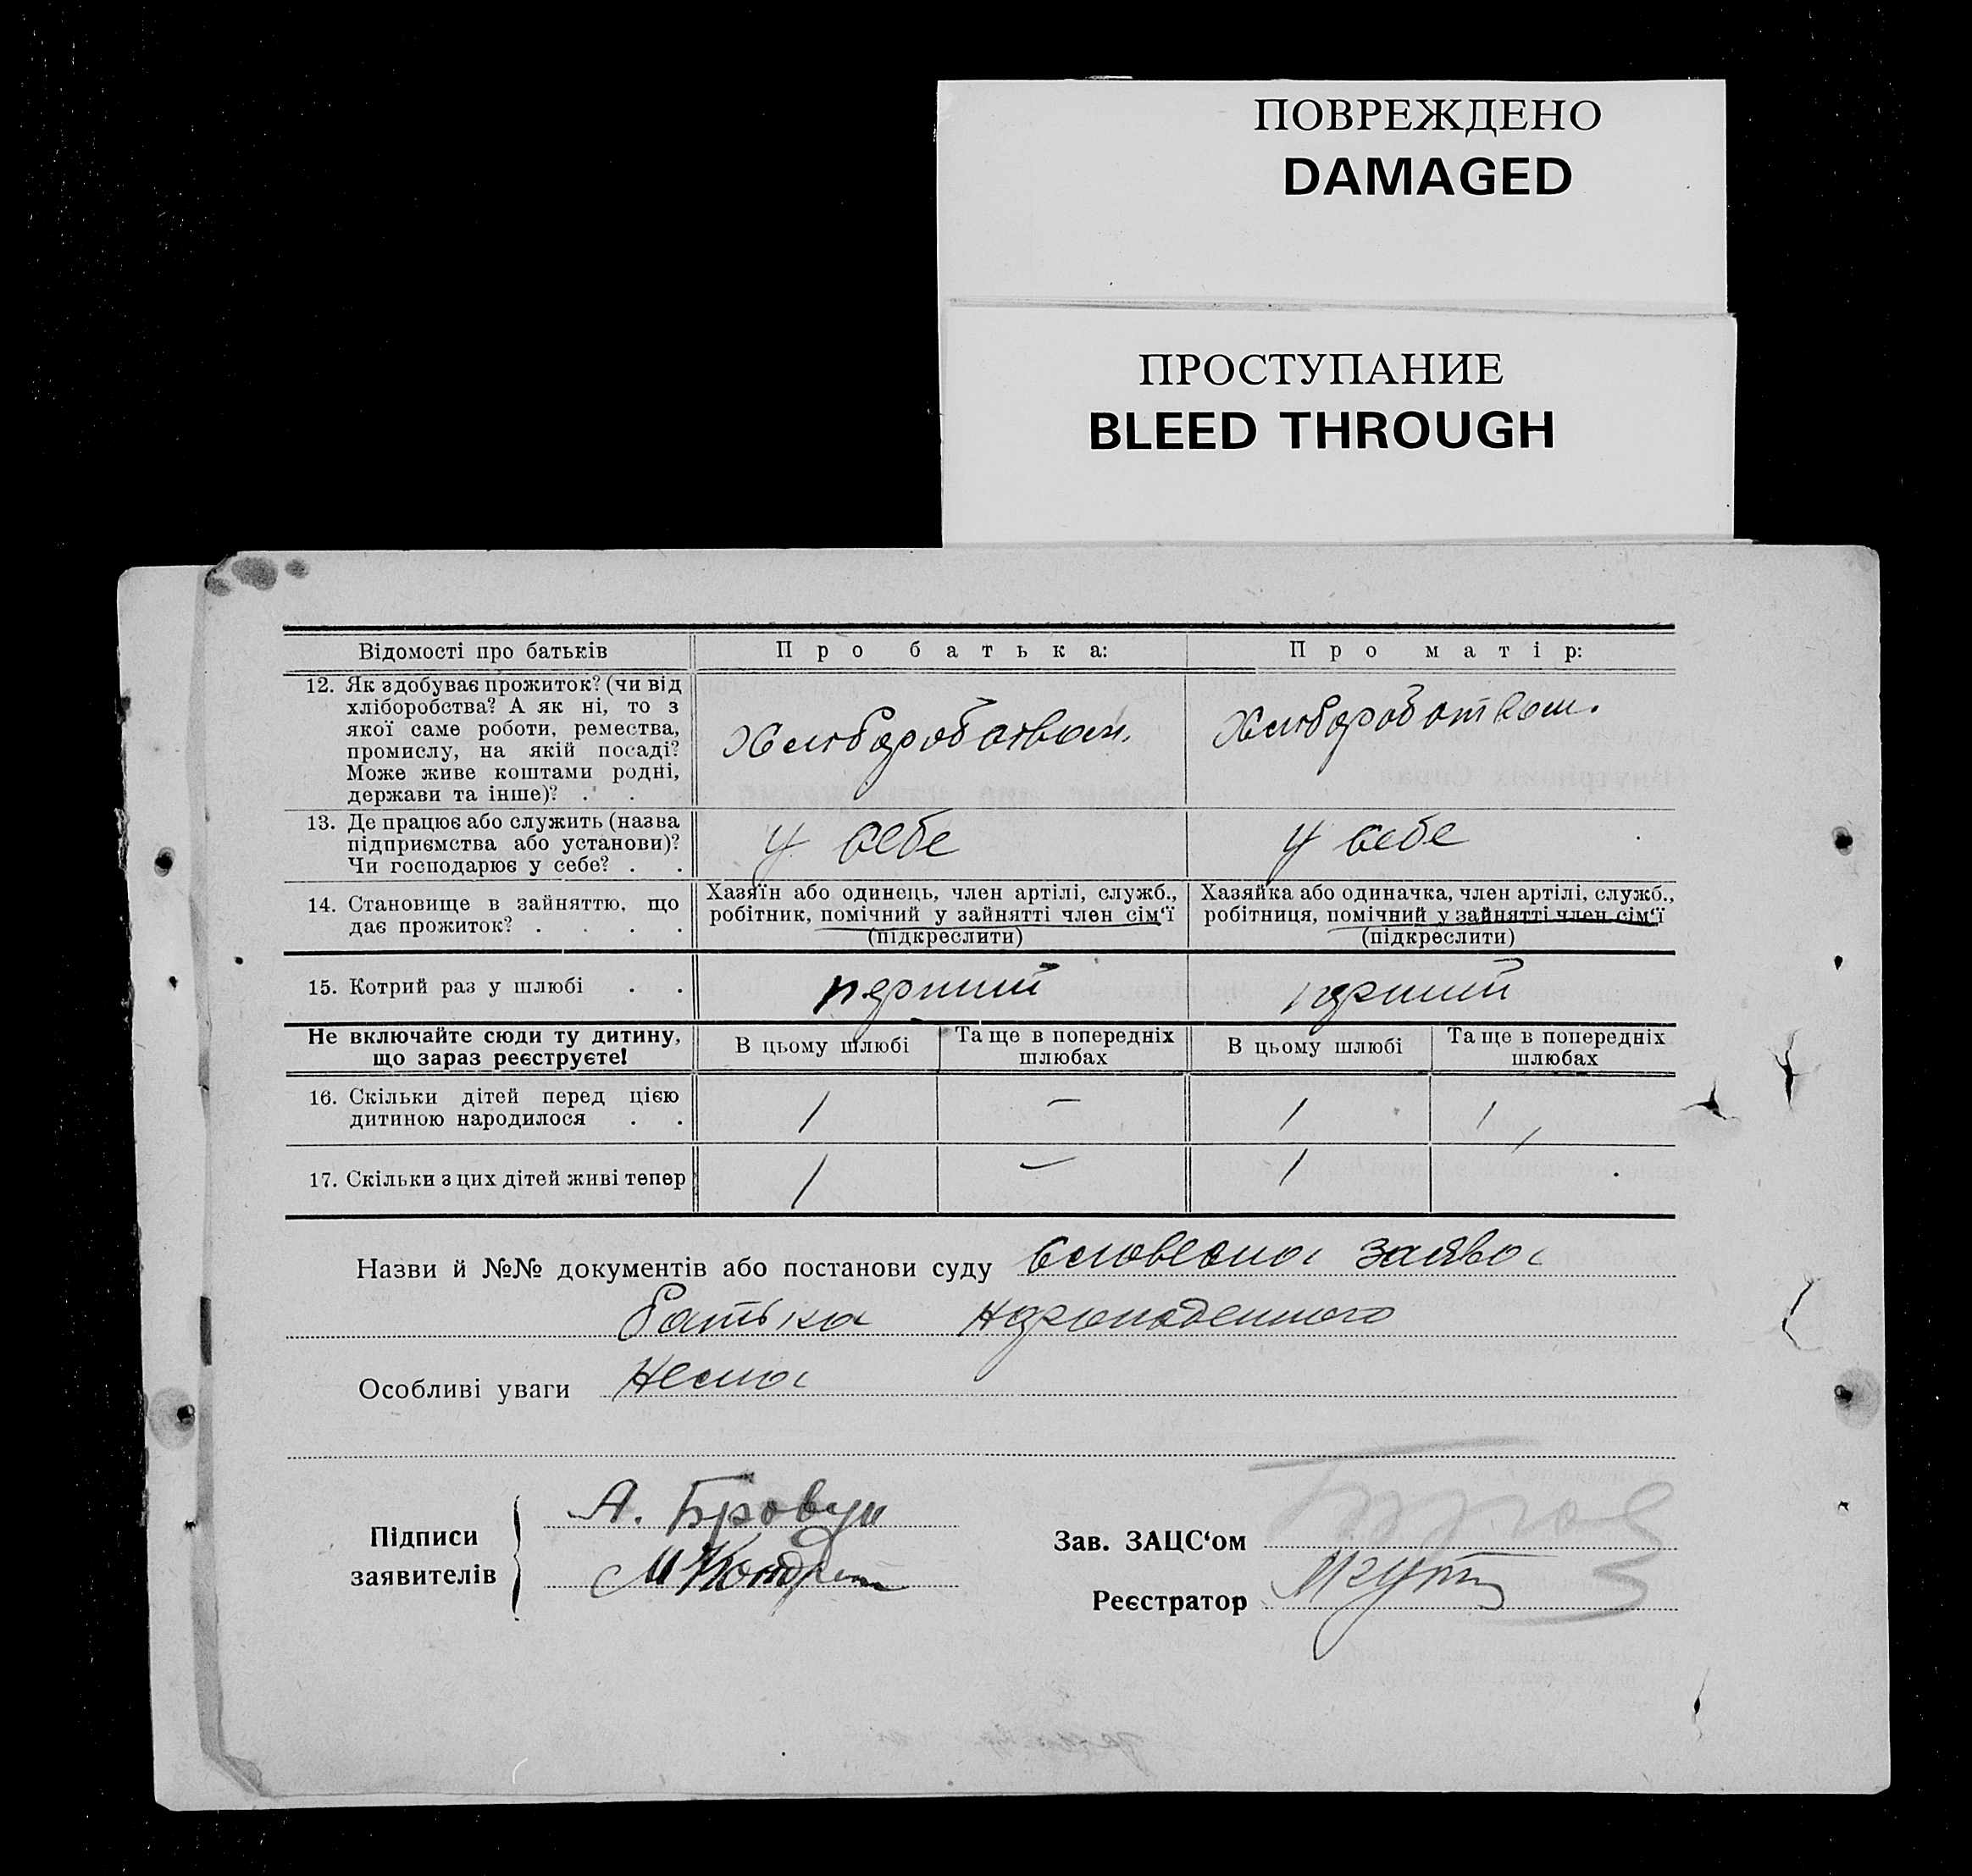 ПОВРЕЖДЕНО
DAMAGED
ПРОСТУПАНИЕ
BLEED THROUGH
Відомості про батьків
Про батька:
Про матір:
12. Як здобуває прожиток? (чи від
хліборобства? А як ні, то з
якої саме роботи, ремества,
промислу, на якій посаді?
Може живе коштами родні,
держави та інше)? . .
Хліборобством.
Хліборобством.
13. Де працює або служить (назва
підприємства або установи)?
Чи господарює у себе? . .
у себе
у себе
14. Становище в зайняттю, що
дає прожиток? . . . .
Хазяїн або одинець, член артілі, служб.,
робітник, помічний у зайнятті член сім'ї
(підкреслити)
Хазяйка або одиначка, член артілі, служб.,
робітниця, помічний у зайнятті член сім'ї
(підкреслити)
15. Котрий раз у шлюбі . .
перший
перший
Не включайте сюди ту дитину,
що зараз реєструєте!
В цьому шлюбі
Та ще в попередніх
шлюбах
В цьому шлюбі
Та ще в попередніх
шлюбах
16. Скільки дітей перед цією
дитиною народилося . .
1
—
1
1
17. Скільки з цих дітей живі тепер
1
—
1
Назви й №№ документів або постанови суду словесна заява
батька
Особливі уваги Нема
Підписи
заявителів
А. Бровун
Зав. ЗАЦС'ом
Реєстратор